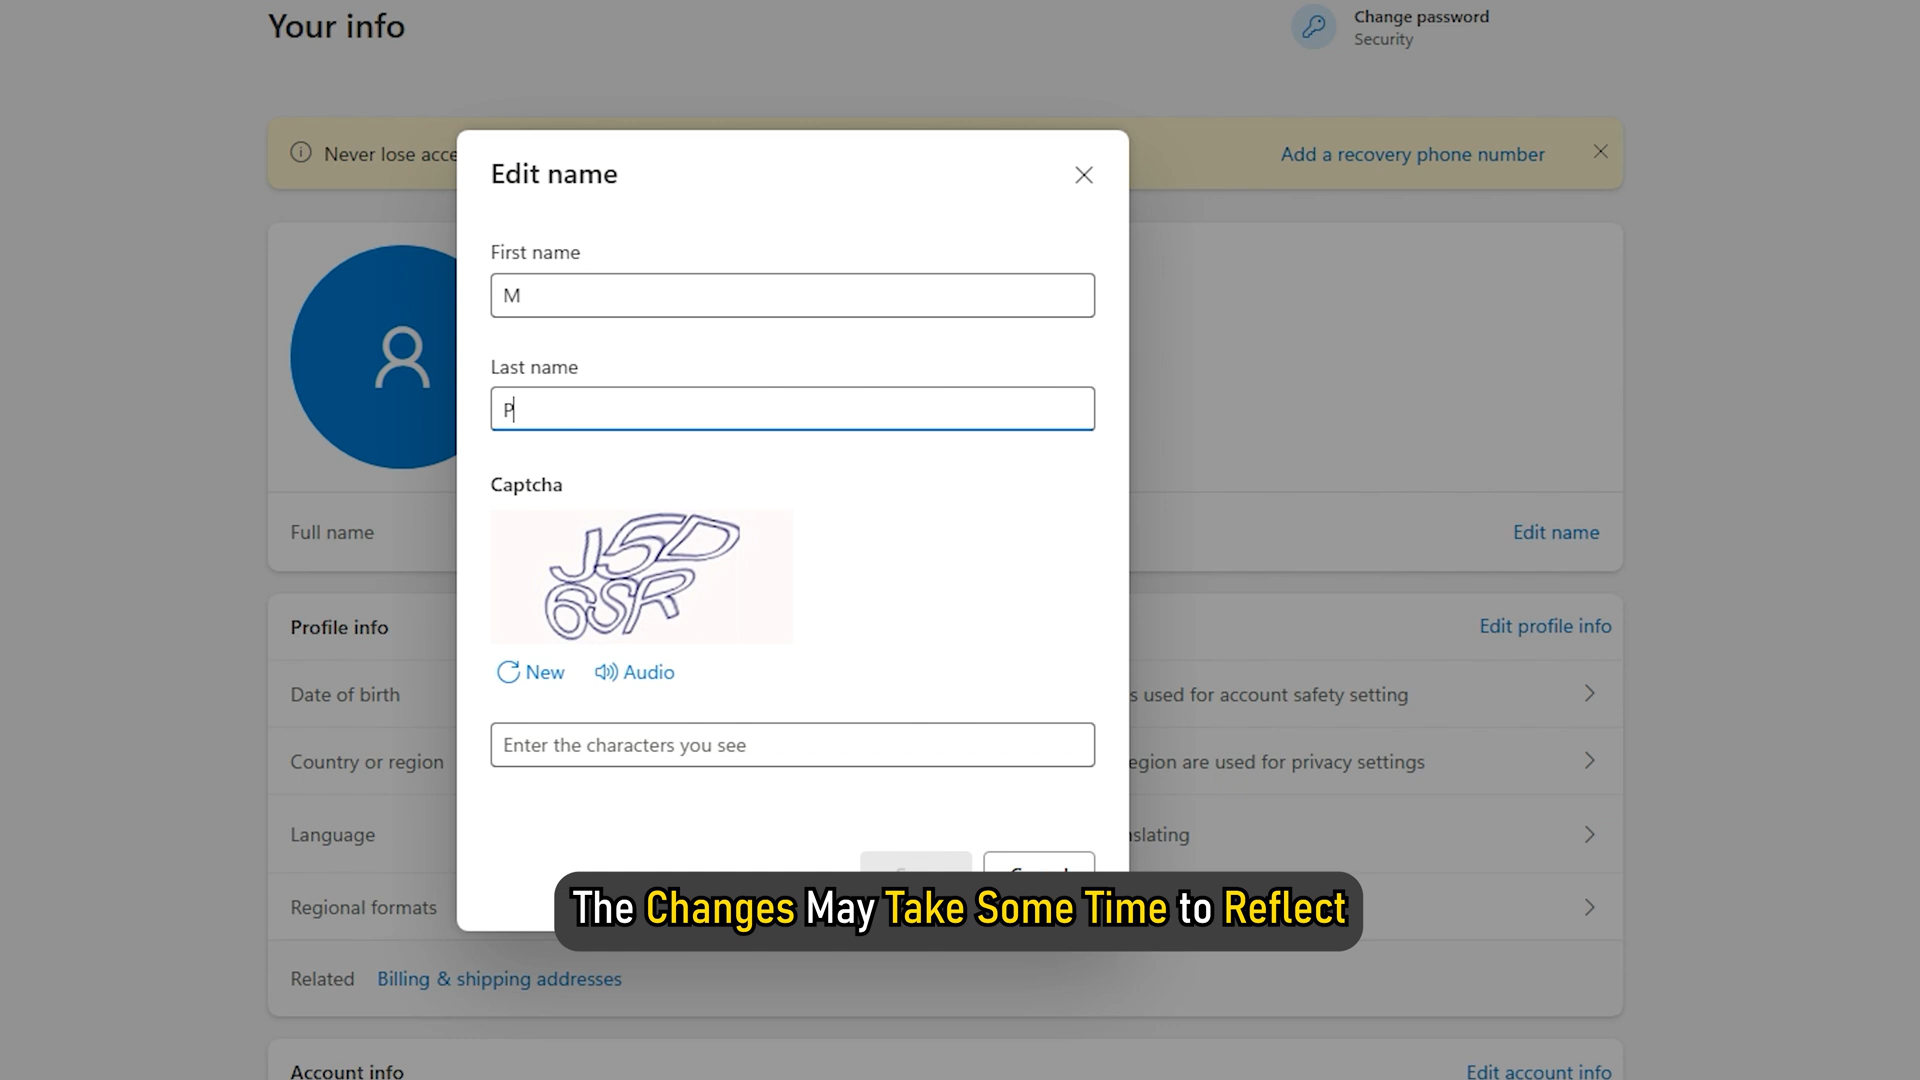 Your info
Change password
Security
Never lose acce
Add a recovery phone number
Edit name
First name
M
Last name
P
Captcha
J5D
6SR
New
Audio
Enter the characters you see
Full name
Edit name
Profile info
Edit profile info
Date of birth
s used for account safety setting
Country or region
egion are used for privacy settings
Language
nslating
Regional formats
The Changes May Take Some Time to Reflect
Related
Billing & shipping addresses
Account info
Edit account info